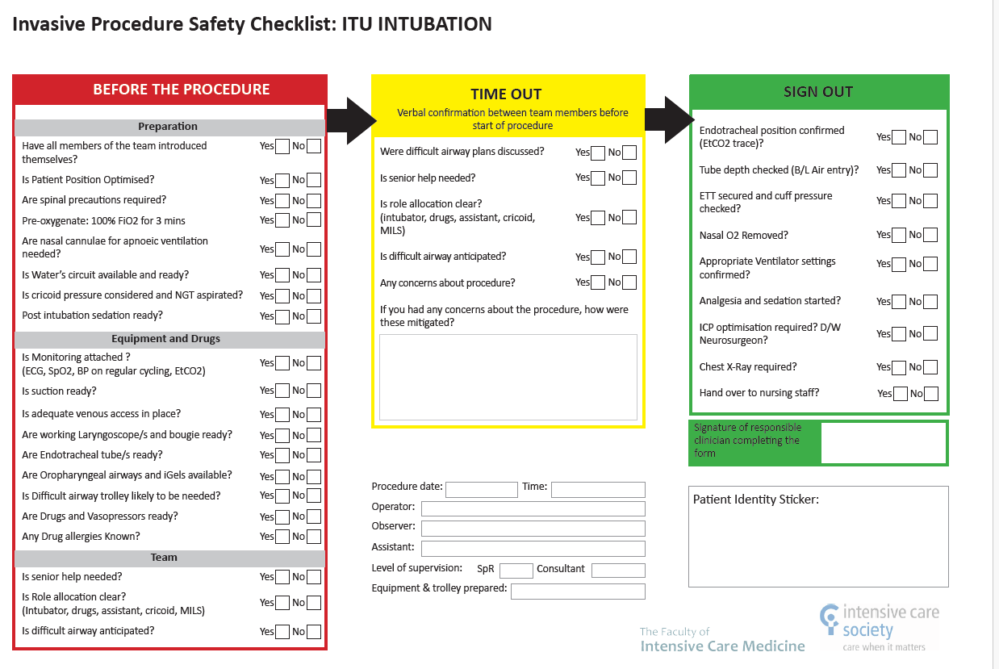 Invasive Procedure Safety Checklist: ITU INTUBATION
BEFORE THE PROCEDURE
Preparation
Have all members of the team introduced
themselves?
Yes No
Is Patient Position Optimised? Yes No
Are spinal precautions required? Yes No
Pre-oxygenate: 100% FiO2 for 3 mins Yes No
Are nasal cannulae for apnoeic ventilation
needed?
Yes No
Is Water's circuit available and ready? Yes No
Is cricoid pressure considered and NGT aspirated? Yes No
Post intubation sedation ready? Yes No
Equipment and Drugs
Is Monitoring attached ?
(ECG, SpO2, BP on regular cycling, EtCO2)
Yes No
Is suction ready? Yes No
Is adequate venous access in place? Yes No
Are working Laryngoscope/s and bougie ready? Yes No
Are Endotracheal tube/s ready? Yes No
Are Oropharyngeal airways and iGels available? Yes No
Is Difficult airway trolley likely to be needed? Yes No
Are Drugs and Vasopressors ready? Yes No
Any Drug allergies Known? Yes No
Team
Is senior help needed? Yes No
Is Role allocation clear?
(Intubator, drugs, assistant, cricoid, MILS)
Yes No
Is difficult airway anticipated? Yes No
TIME OUT
Verbal confirmation between team members before
start of procedure
Were difficult airway plans discussed? Yes No
Is senior help needed? Yes No
Is role allocation clear?
(intubator, drugs, assistant, cricoid,
MILS)
Yes No
Is difficult airway anticipated? Yes No
Any concerns about procedure? Yes No
If you had any concerns about the procedure, how were
these mitigated?
Procedure date: Time:
Operator:
Observer:
Assistant:
Level of supervision: SpR Consultant
Equipment & trolley prepared:
SIGN OUT
Endotracheal position confirmed
(EtCO2 trace)?
Yes No
Tube depth checked (B/L Air entry)? Yes No
ETT secured and cuff pressure
checked?
Yes No
Nasal O2 Removed? Yes No
Appropriate Ventilator settings
confirmed?
Yes No
Analgesia and sedation started? Yes No
ICP optimisation required? D/W
Neurosurgeon?
Yes No
Chest X-Ray required? Yes No
Hand over to nursing staff? Yes No
Signature of responsible
clinician completing the
form
Patient Identity Sticker:
The Faculty of
Intensive Care Medicine
intensive care
society
care when it matters